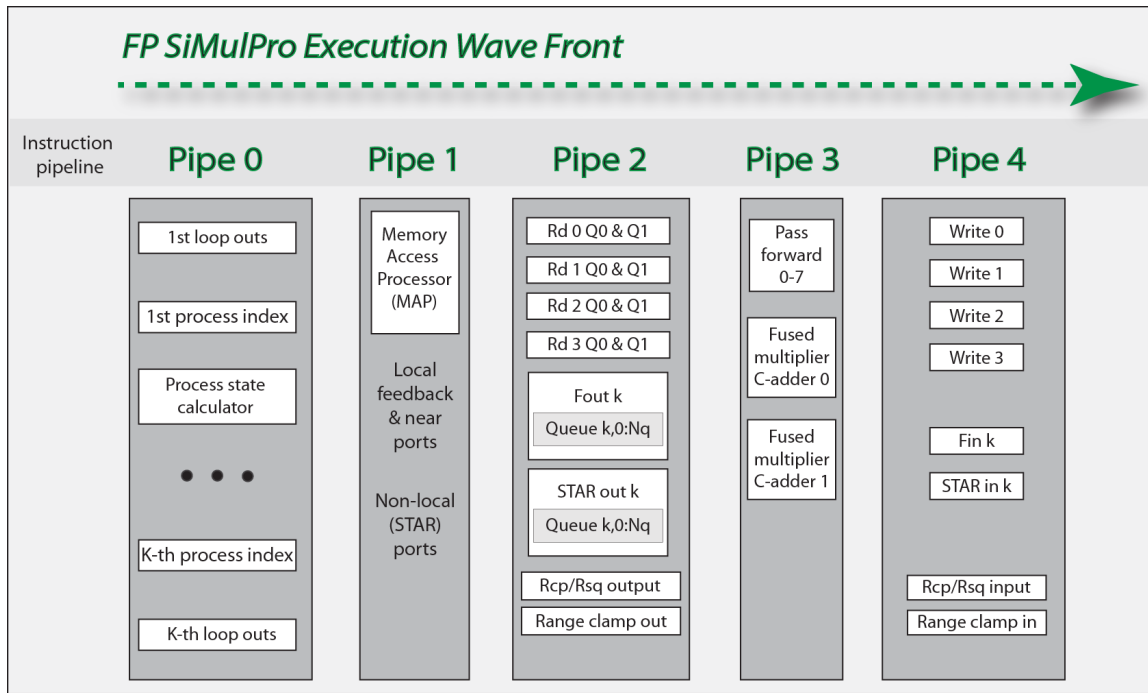 FP SiMulPro Execution Wave Front
Instruction
pipeline
Pipe 0
Pipe 1
Pipe 2
Pipe 3
Pipe 4
1st loop outs
1st process index
Process state
calculator
K-th process index
K-th loop outs
Memory
Access
Processor
(MAP)
Local
feedback
& near
ports
Non-local
(STAR)
ports
Rd 0 Q0 & Q1
Rd 1 Q0 & Q1
Rd 2 Q0 & Q1
Rd 3 Q0 & Q1
Fout k
Queue k,0:Nq
STAR out k
Queue k,0:Nq
Rcp/Rsq output
Range clamp out
Pass
forward
0-7
Fused
multiplier
C-adder 0
Fused
multiplier
C-adder 1
Write 0
Write 1
Write 2
Write 3
Fin k
STAR in k
Rcp/Rsq input
Range clamp in